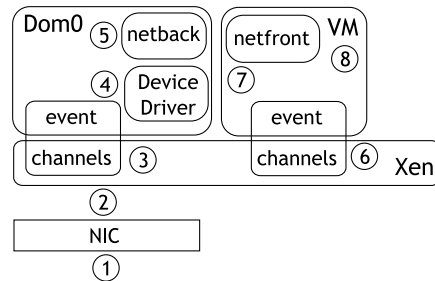 Dom0
5
netback
4
Device
Driver
event
channels
3
netfront
VM
8
7
event
channels
6
Xen
2
NIC
1